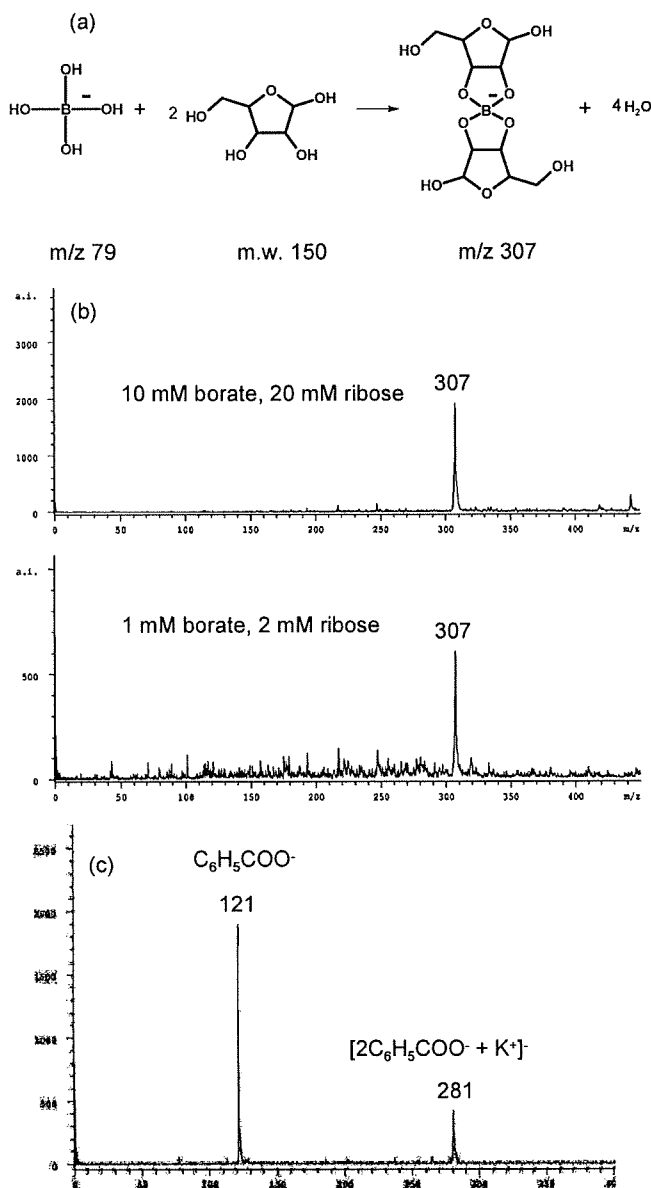 (a)
HO
OH
O
OH
OH
HO
B
OH
OH
−
+
2
HO
O
OH
HO
OH
O
O
B
−
O
O
HO
O
OH
+ 4H₂O
m/z 79 m.w. 150 m/z 307
a.i.
(b)
3000
10 mM borate, 20 mM ribose 307
2000
1000
0
0 50 100 150 200 250 300 350 400 m/z
a.i.
1 mM borate, 2 mM ribose 307
500
0
0 50 100 150 200 250 300 350 400 m/z
(c)
C₆H₅COO⁻
121
[2C₆H₅COO⁻ + K⁺]⁻
281